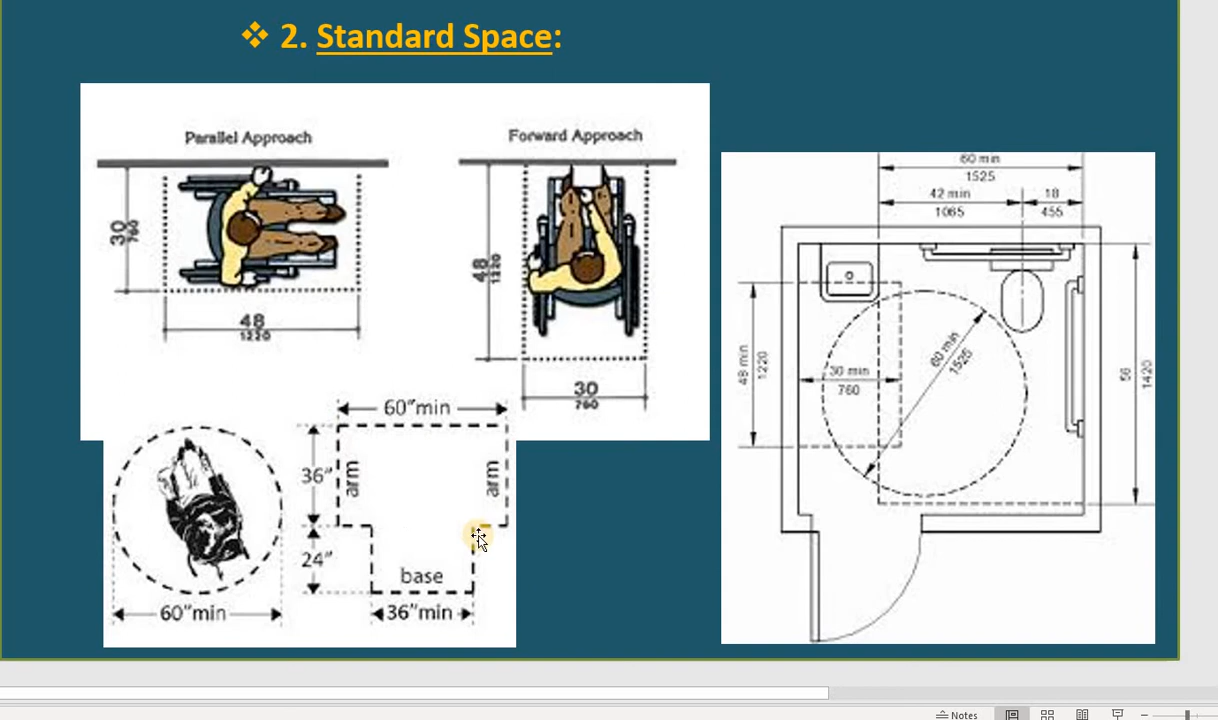 ❖ 2. Standard Space:
Parallel Approach
30
760
48
1220
Forward Approach
48
1220
30
760
60"min
36"
arm
arm
24"
base
60"min
36"min
60 min
1525
42 min
1065
18
455
48 min
1220
30 min
760
60 min
1525
56
1420
Notes